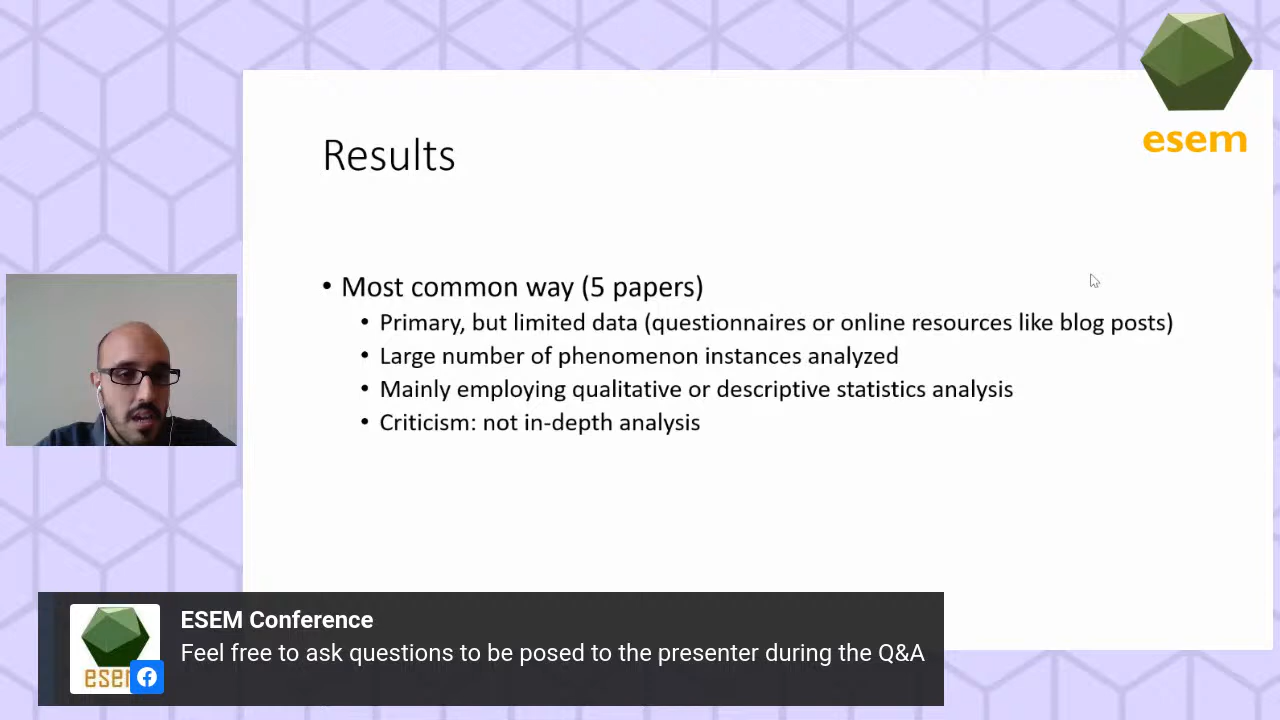 esem
Results
• Most common way (5 papers)
• Primary, but limited data (questionnaires or online resources like blog posts)
• Large number of phenomenon instances analyzed
• Mainly employing qualitative or descriptive statistics analysis
• Criticism: not in-depth analysis
ESEM Conference
Feel free to ask questions to be posed to the presenter during the Q&A